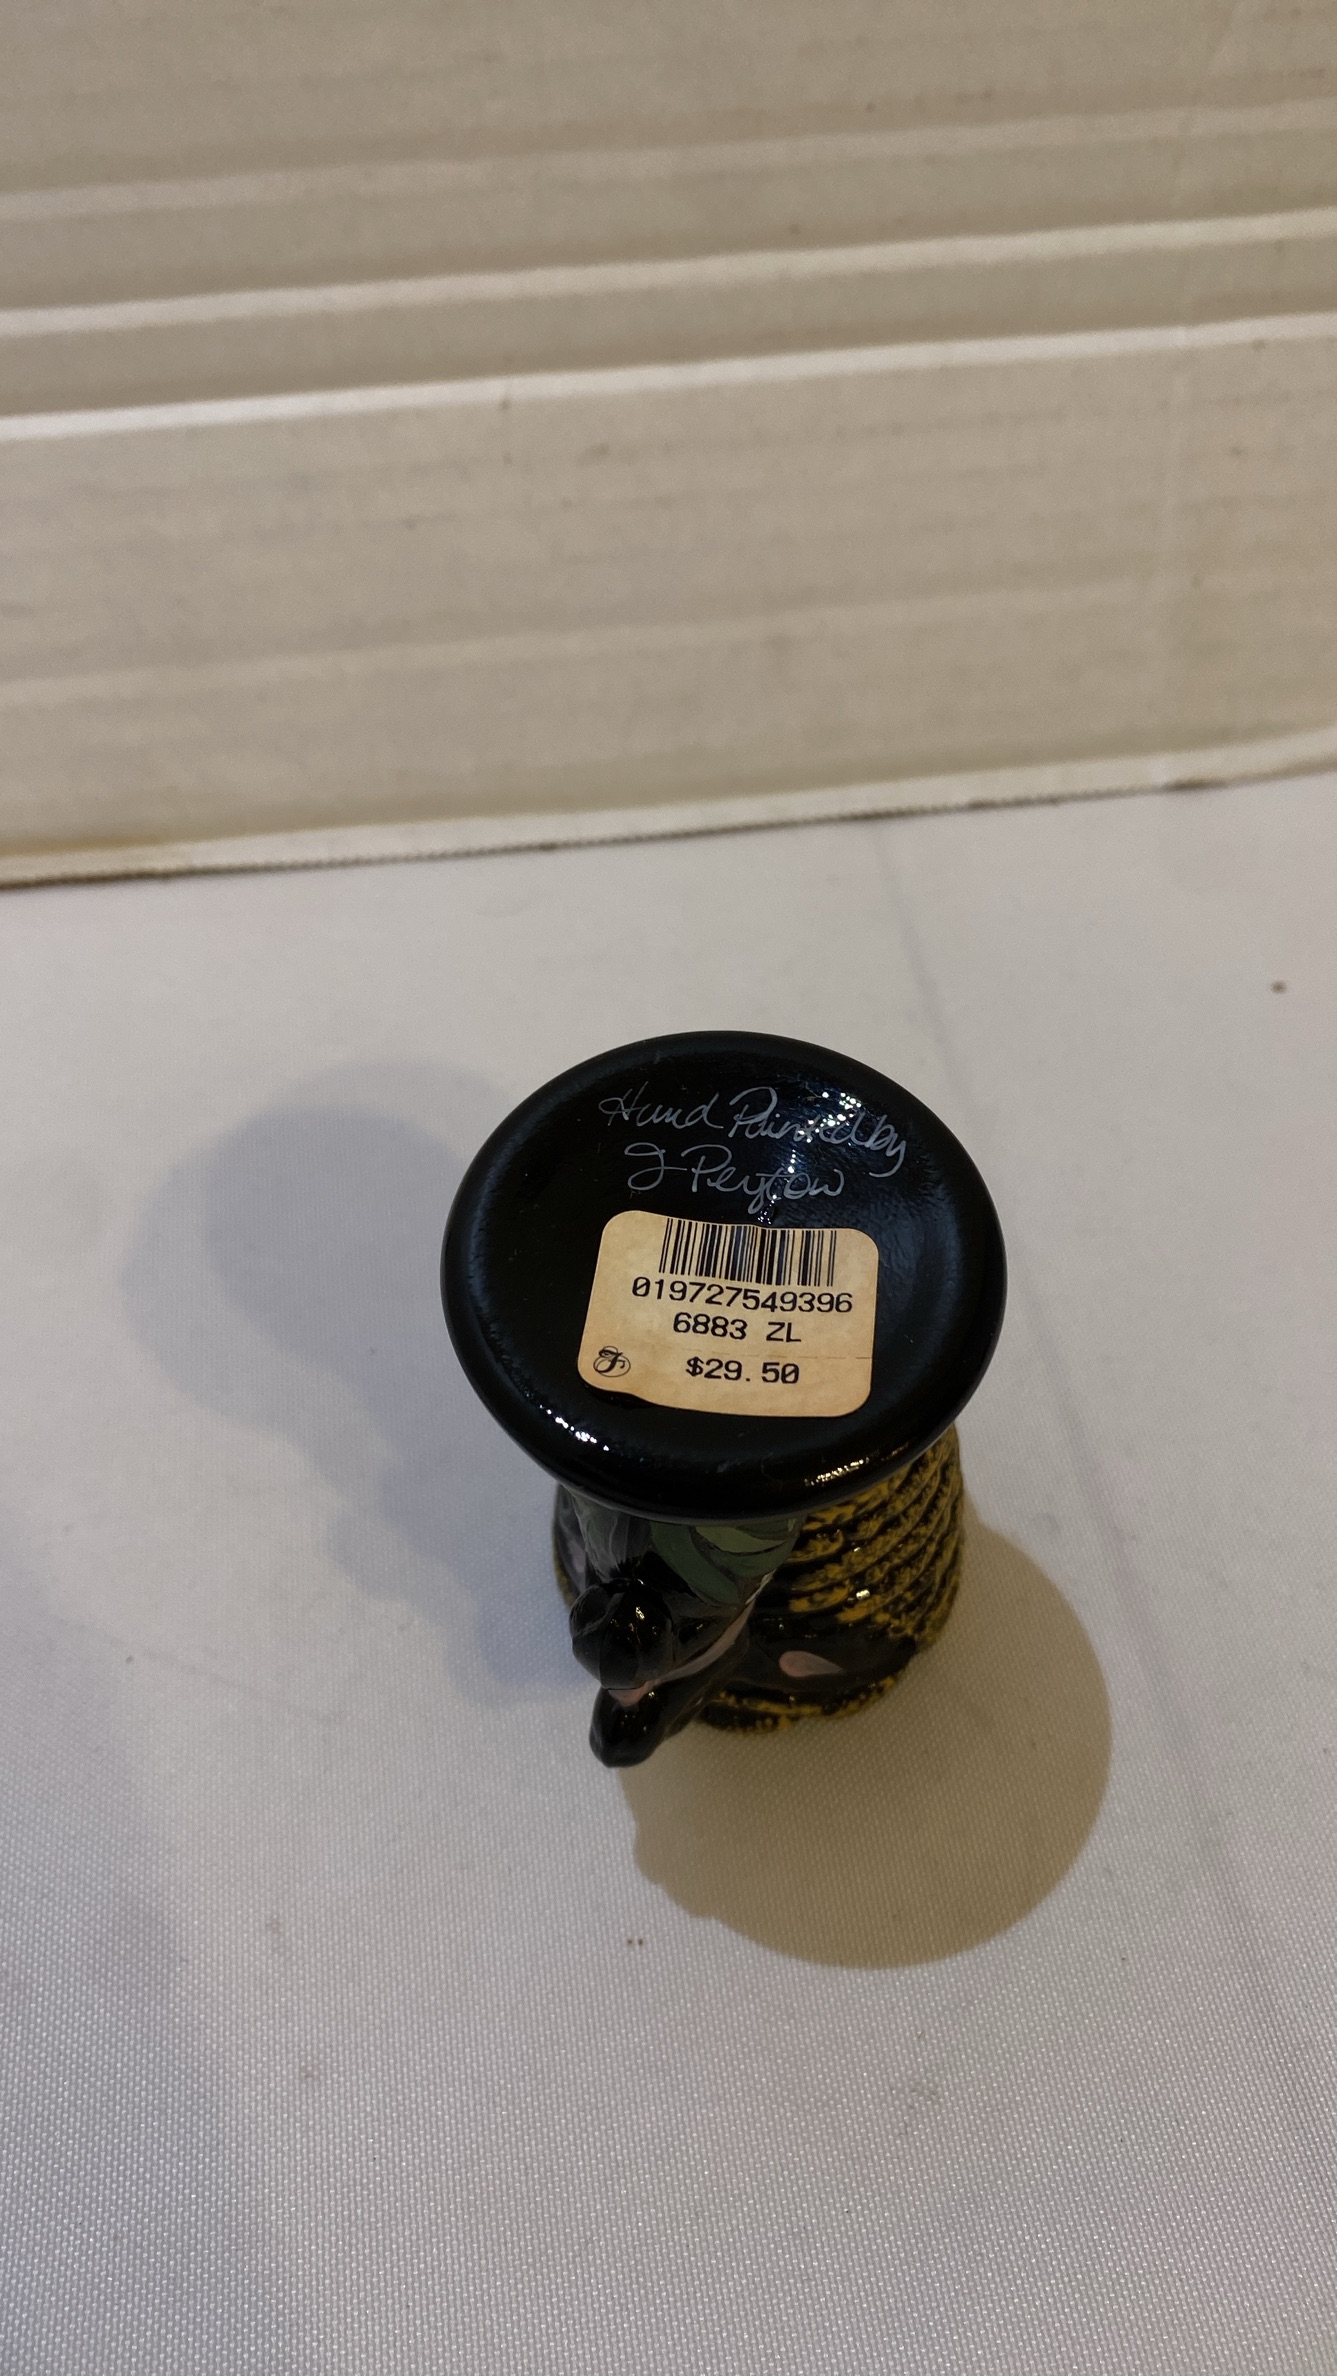 Hand Painted by
J Peyton
019727549396
6883 ZL
$29.50
F